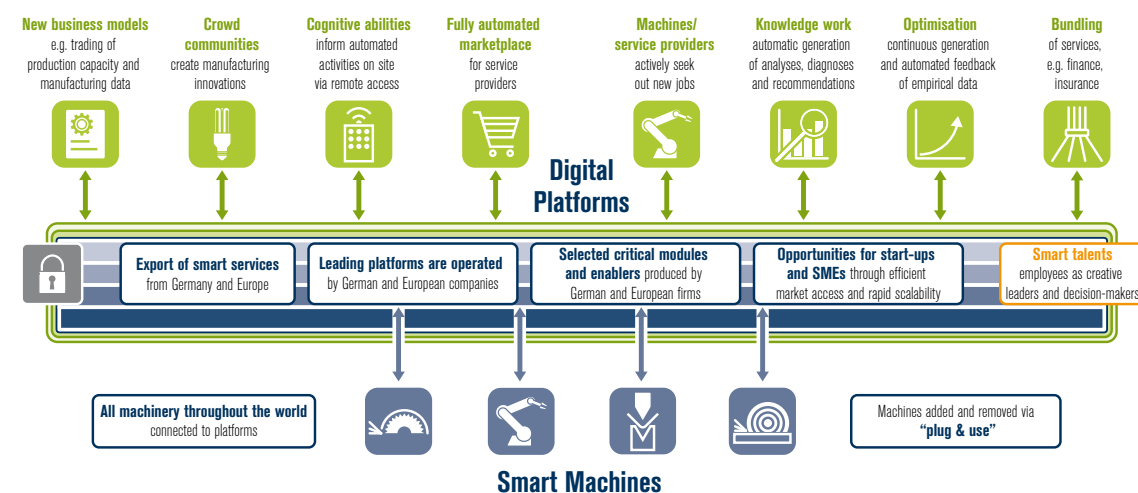 New business models
e.g. trading of
production capacity and
manufacturing data
Crowd
communities
create manufacturing
innovations
Cognitive abilities
inform automated
activities on site
via remote access
Fully automated
marketplace
for service
providers
Machines/
service providers
actively seek
out new jobs
Knowledge work
automatic generation
of analyses, diagnoses
and recommendations
Optimisation
continuous generation
and automated feedback
of empirical data
Bundling
of services,
e.g. finance,
insurance
Digital
Platforms
Export of smart services
from Germany and Europe
Leading platforms are operated
by German and European companies
Selected critical modules
and enablers produced by
German and European firms
Opportunities for start-ups
and SMEs through efficient
market access and rapid scalability
Smart talents
employees as creative
leaders and decision-makers
All machinery throughout the world
connected to platforms
Machines added and removed via
“plug & use”
Smart Machines